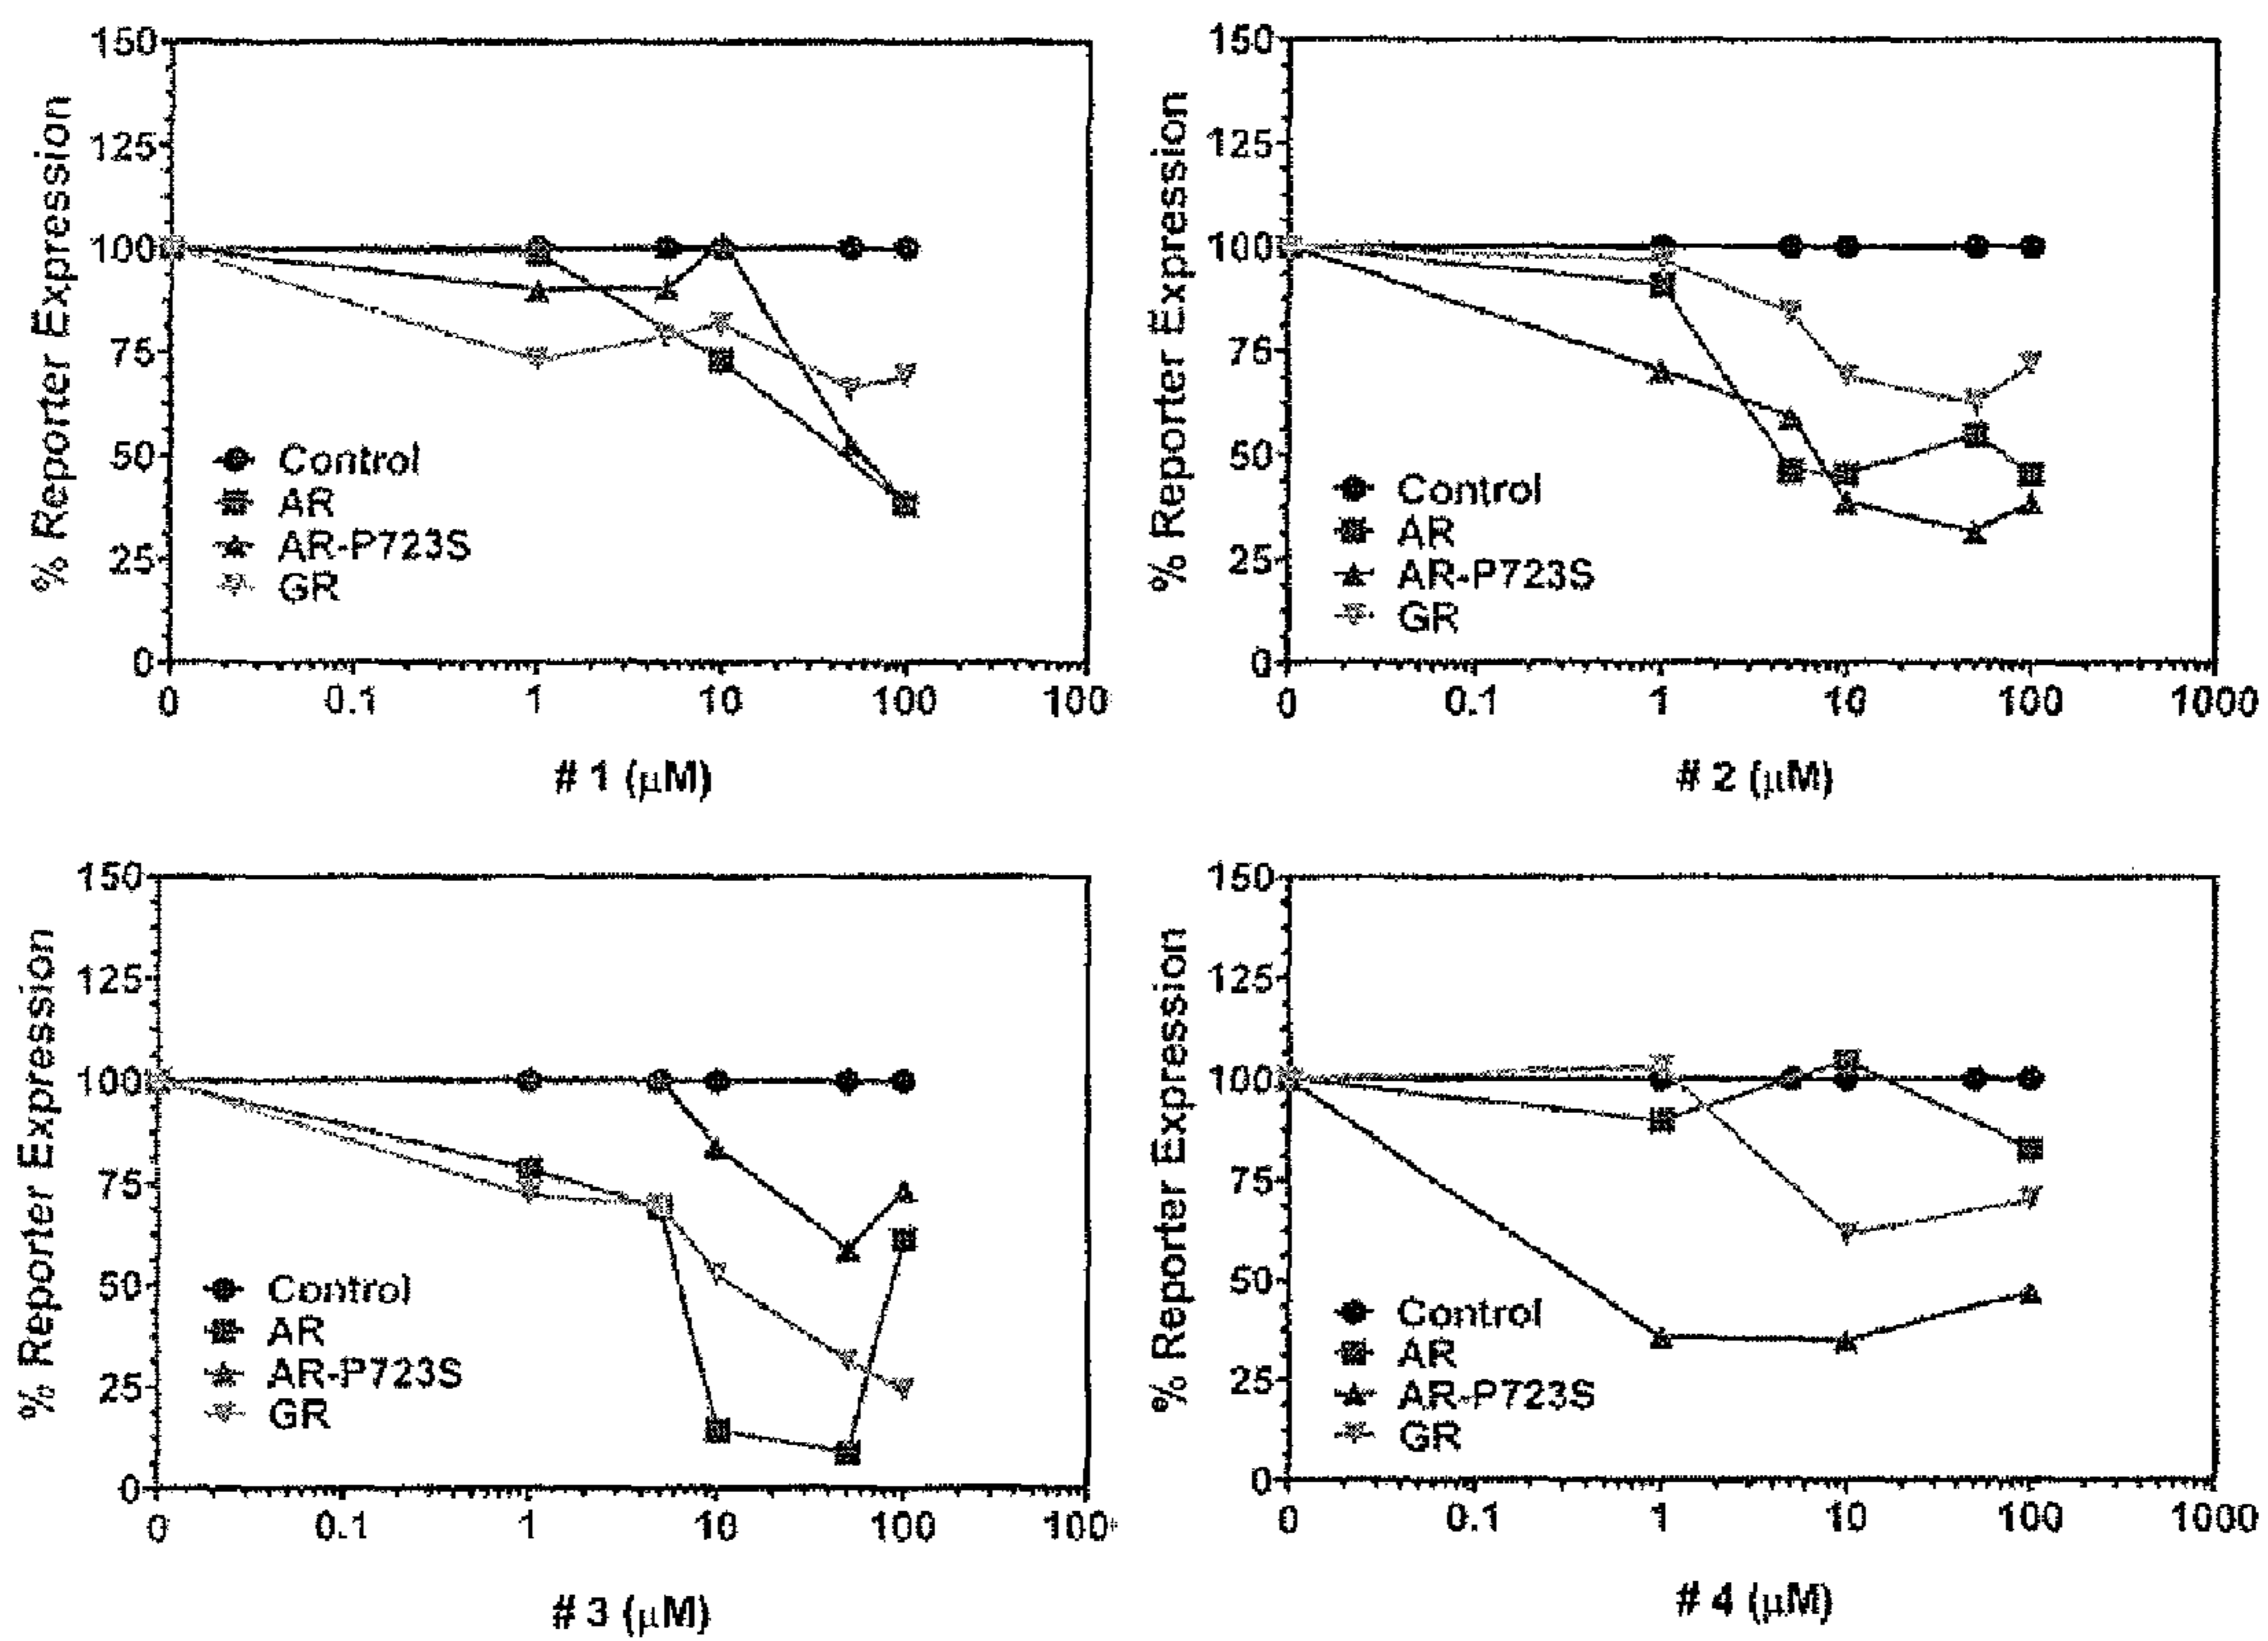 150
125
100
75
50
25
0
% Reporter Expression
Control
AR
AR-P723S
GR
0 0.1 1 10 100 100
# 1 (μM)
150
125
100
75
50
25
0
% Reporter Expression
Control
AR
AR-P723S
GR
0 0.1 1 10 100 1000
# 2 (μM)
150
125
100
75
50
25
0
% Reporter Expression
Control
AR
AR-P723S
GR
0 0.1 1 10 100 100
# 3 (μM)
150
125
100
75
50
25
0
% Reporter Expression
Control
AR
AR-P723S
GR
0 0.1 1 10 100 1000
# 4 (μM)